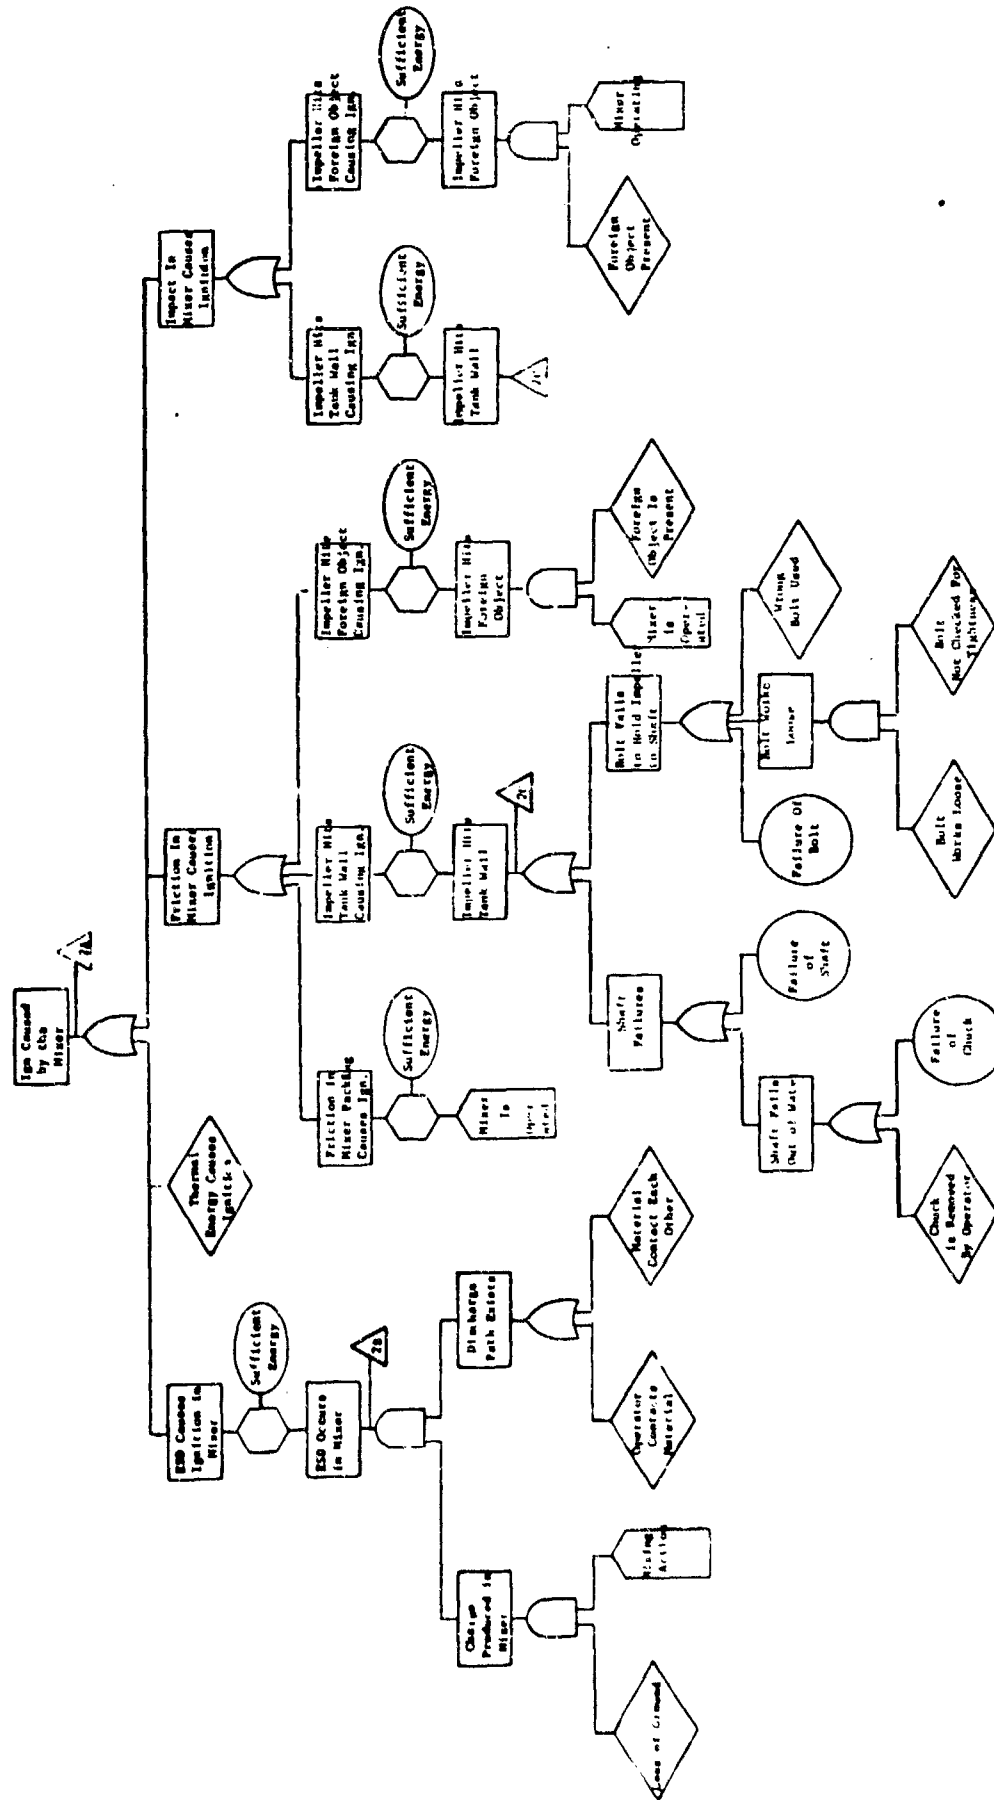 Ign Caused
by the
Mixer
2A
ESD Causes
Ignition in
Mixer
Thermal
Energy Causes
Friction In
Mixer Causes
Ignition
Impact In
Mixer Causes
Ignition
Sufficient
Energy
ESD Occurs
in Mixer
2B
Charge
Produced in
Mixer
Discharge
Path Exists
Loss of Ground
Mixing
Action
Operator
Contacts
Material
Material
Contact Each
Other
Friction in
Mixer Packing
Causes Ign.
Sufficient
Energy
Mixer
Is
Impeller Hits
Tank Wall
Causing Ign.
Sufficient
Energy
Impeller Hits
Tank Wall
2C
Impeller Hits
Foreign Object
Causing Ign.
Sufficient
Energy
Impeller Hits
Foreign
Object
Mixer
is
Oper-
ated
Foreign
Object Is
Present
Shaft
Failures
Bolt Fails
to Hold Impeller
to Shaft
Shaft Falls
Out of
Failure
of
Shaft
Chuck
is Removed
By Operator
Failure
of
Chuck
Failure Of
Bolt
Bolt Works
Loose
Wrong
Bolt Used
Bolt
Works Loose
Bolt
Not Checked For
Tightness
Impeller Hits
Tank Wall
Causing Ign
Sufficient
Energy
Impeller Hits
Tank Wall
Impeller Hits
Foreign Object
Causing Ign
Sufficient
Energy
Impeller Hits
Foreign Object
Foreign
Object
Present
Mixer
Operating